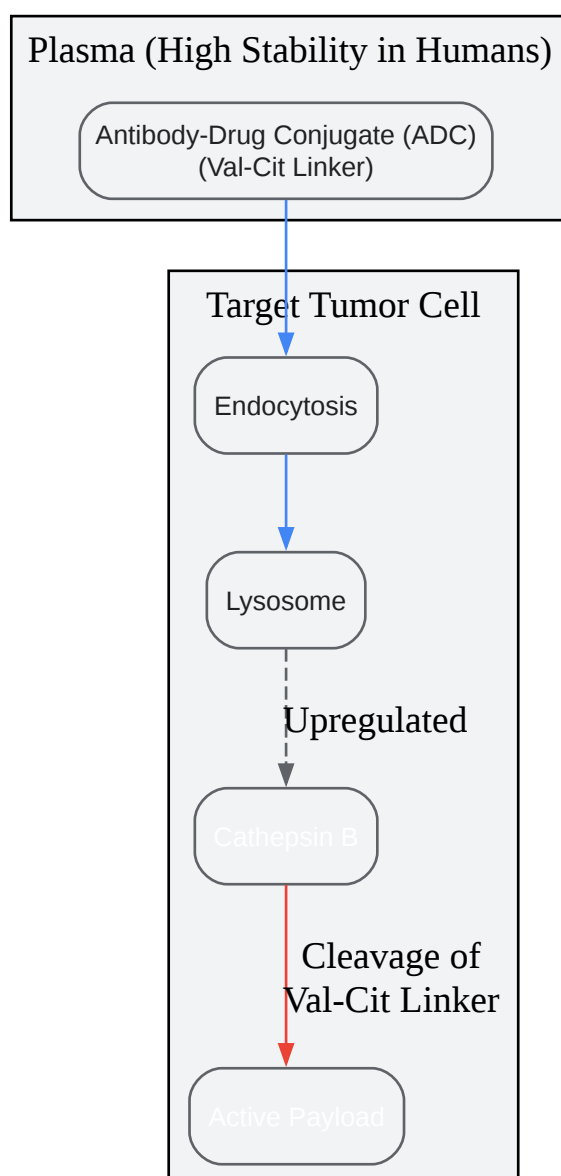 Plasma (High Stability in Humans)
Antibody-Drug Conjugate (ADC)
(Val-Cit Linker)
Target Tumor Cell
Endocytosis
Lysosome
Upregulated
Cathepsin B
Cleavage of
Val-Cit Linker
Active Payload